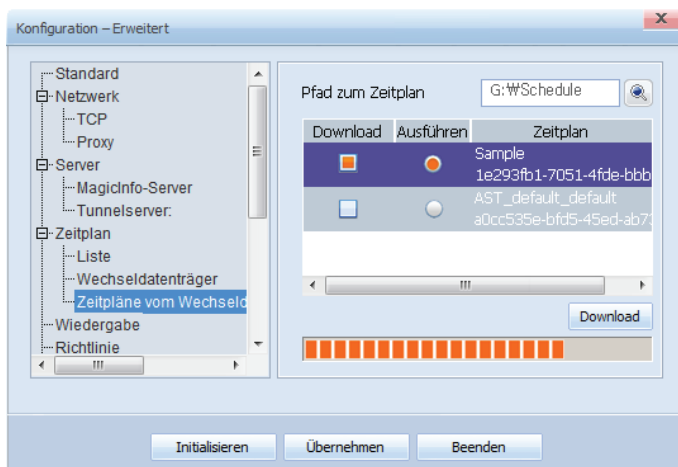 Konfiguration – Erweitert
Standard
Netzwerk
TCP
Proxy
Server
MagicInfo-Server
Tunnelserver:
Zeitplan
Liste
Wechseldatenträger
Zeitpläne vom Wechseld
Wiedergabe
Richtlinie
Pfad zum Zeitplan
G:₩Schedule
Download Ausführen Zeitplan
Sample
1e293fb1-7051-4fde-bbb
AST_default_default
a0cc535e-bfd5-45ed-ab7
Download
Initialisieren Übernehmen Beenden